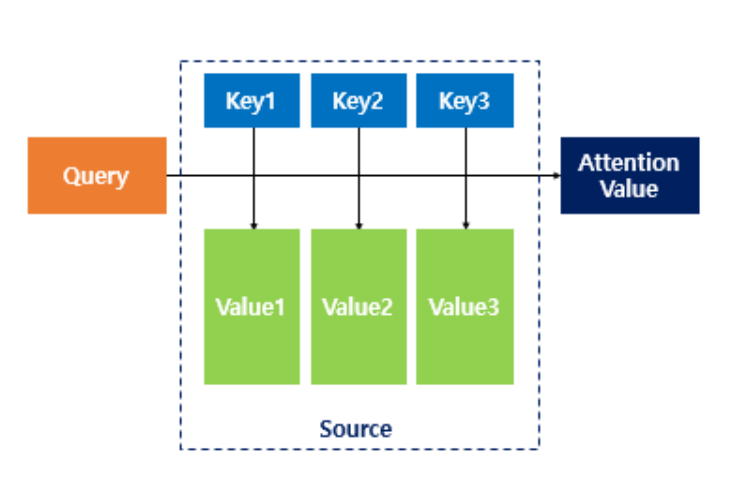 Key1 Key2 Key3
Query
Attention
Value
Value1 Value2 Value3
Source